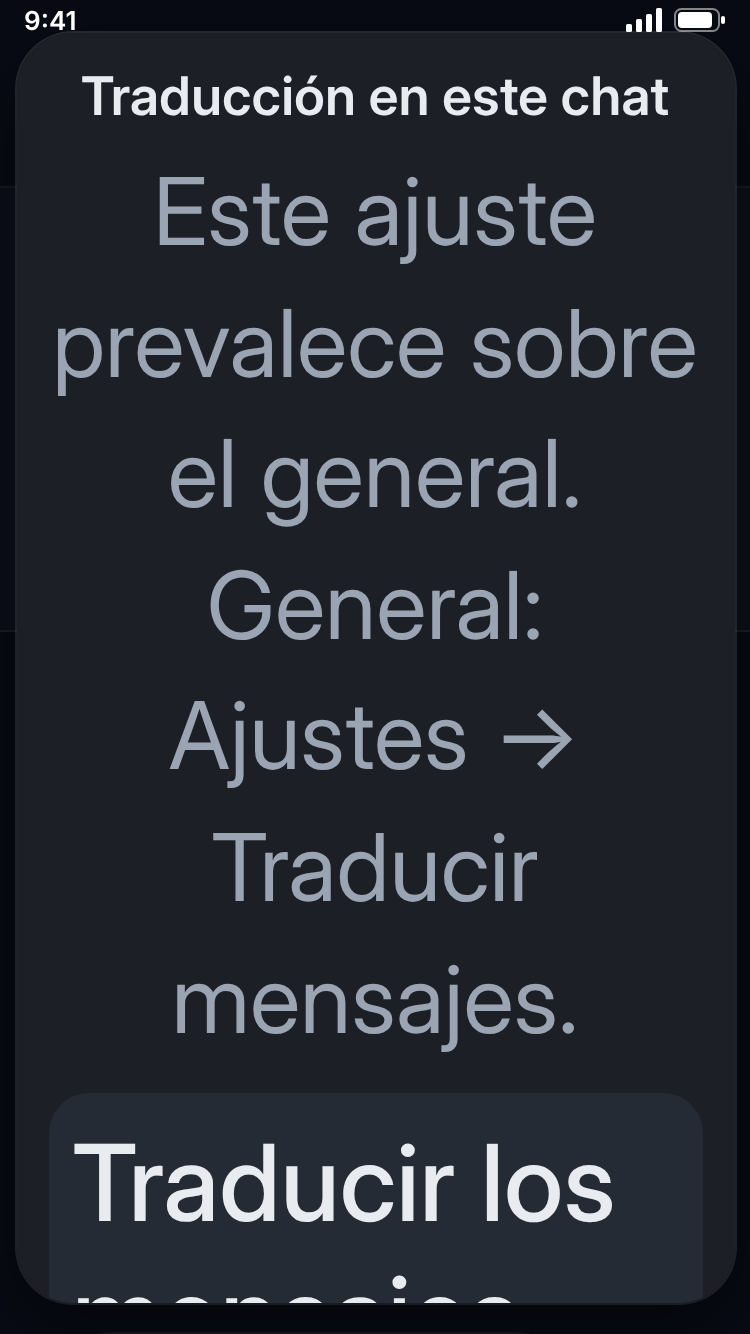 9:41
Traducción en este chat
Este ajuste
prevalece sobre
el general.
General:
Ajustes →
Traducir
mensajes.
Traducir los